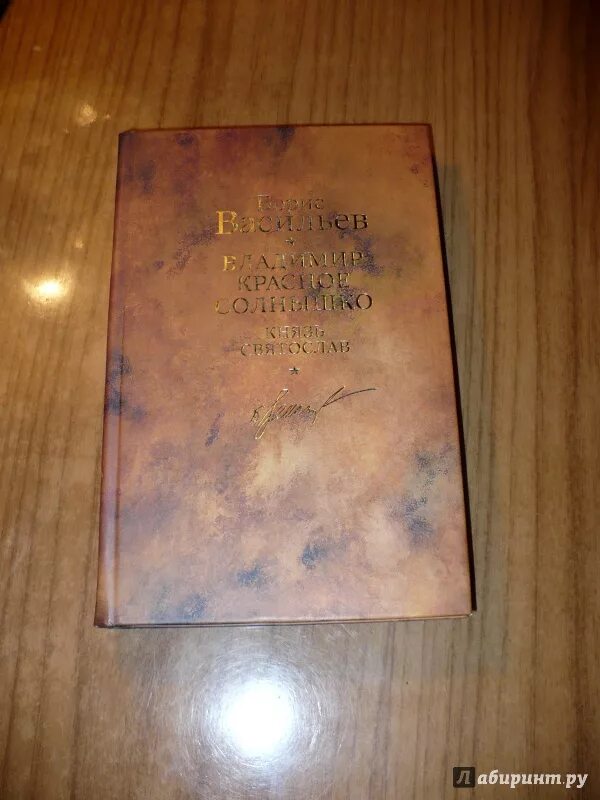 Борис
Васильев
*
Владимир
Красное
Солнышко
Князь
Святослав
*
Лабиринт.ру